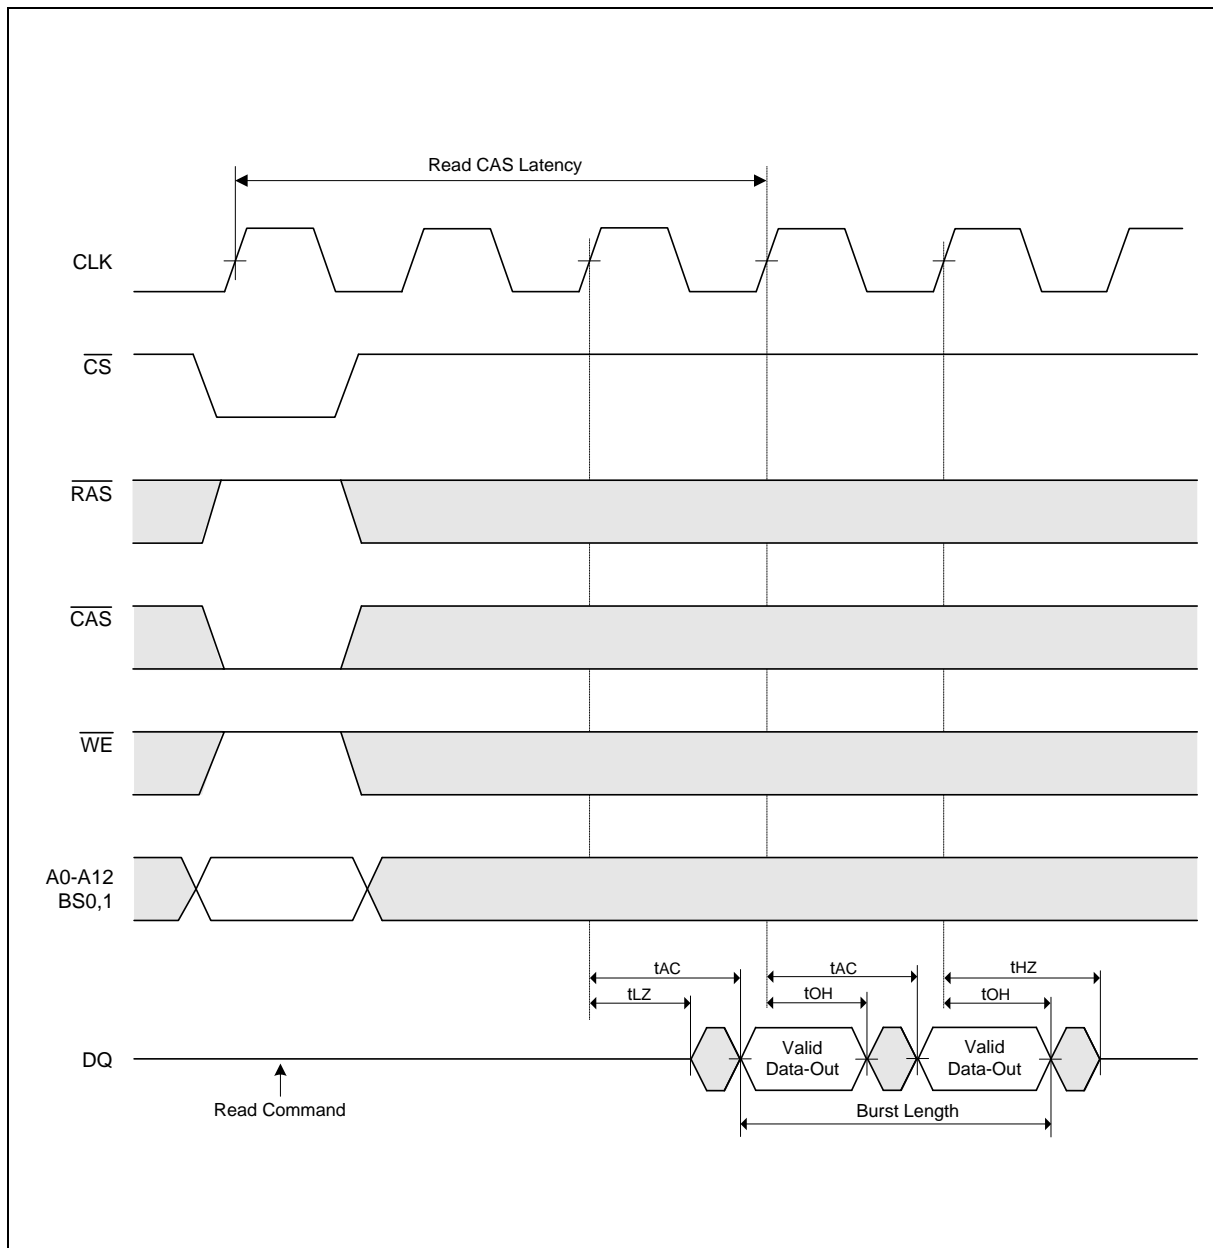 Read CAS Latency
CLK
CS
RAS
CAS
WE
A0-A12
BS0,1
tAC
tAC
tHZ
tLZ
tOH
tOH
DQ
Valid
Data-Out
Valid
Data-Out
Read Command
Burst Length